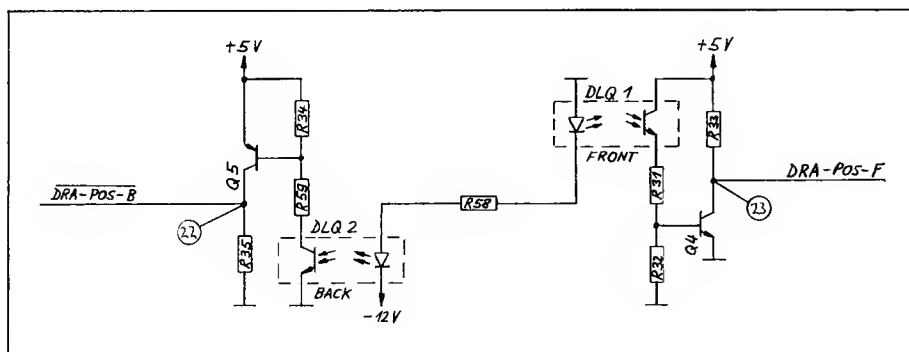 +5V
+5V
DLQ 1
R34
R33
FRONT
Q5
R59
R31
DRA-POS-F
DRA-POS-B
R58
22
23
DLQ 2
R35
Q4
R32
BACK
-12V